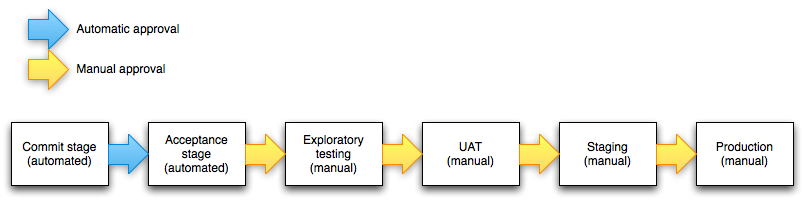 Automatic approval
Manual approval
Commit stage
(automated)
Acceptance
stage
(automated)
Exploratory
testing
(manual)
UAT
(manual)
Staging
(manual)
Production
(manual)